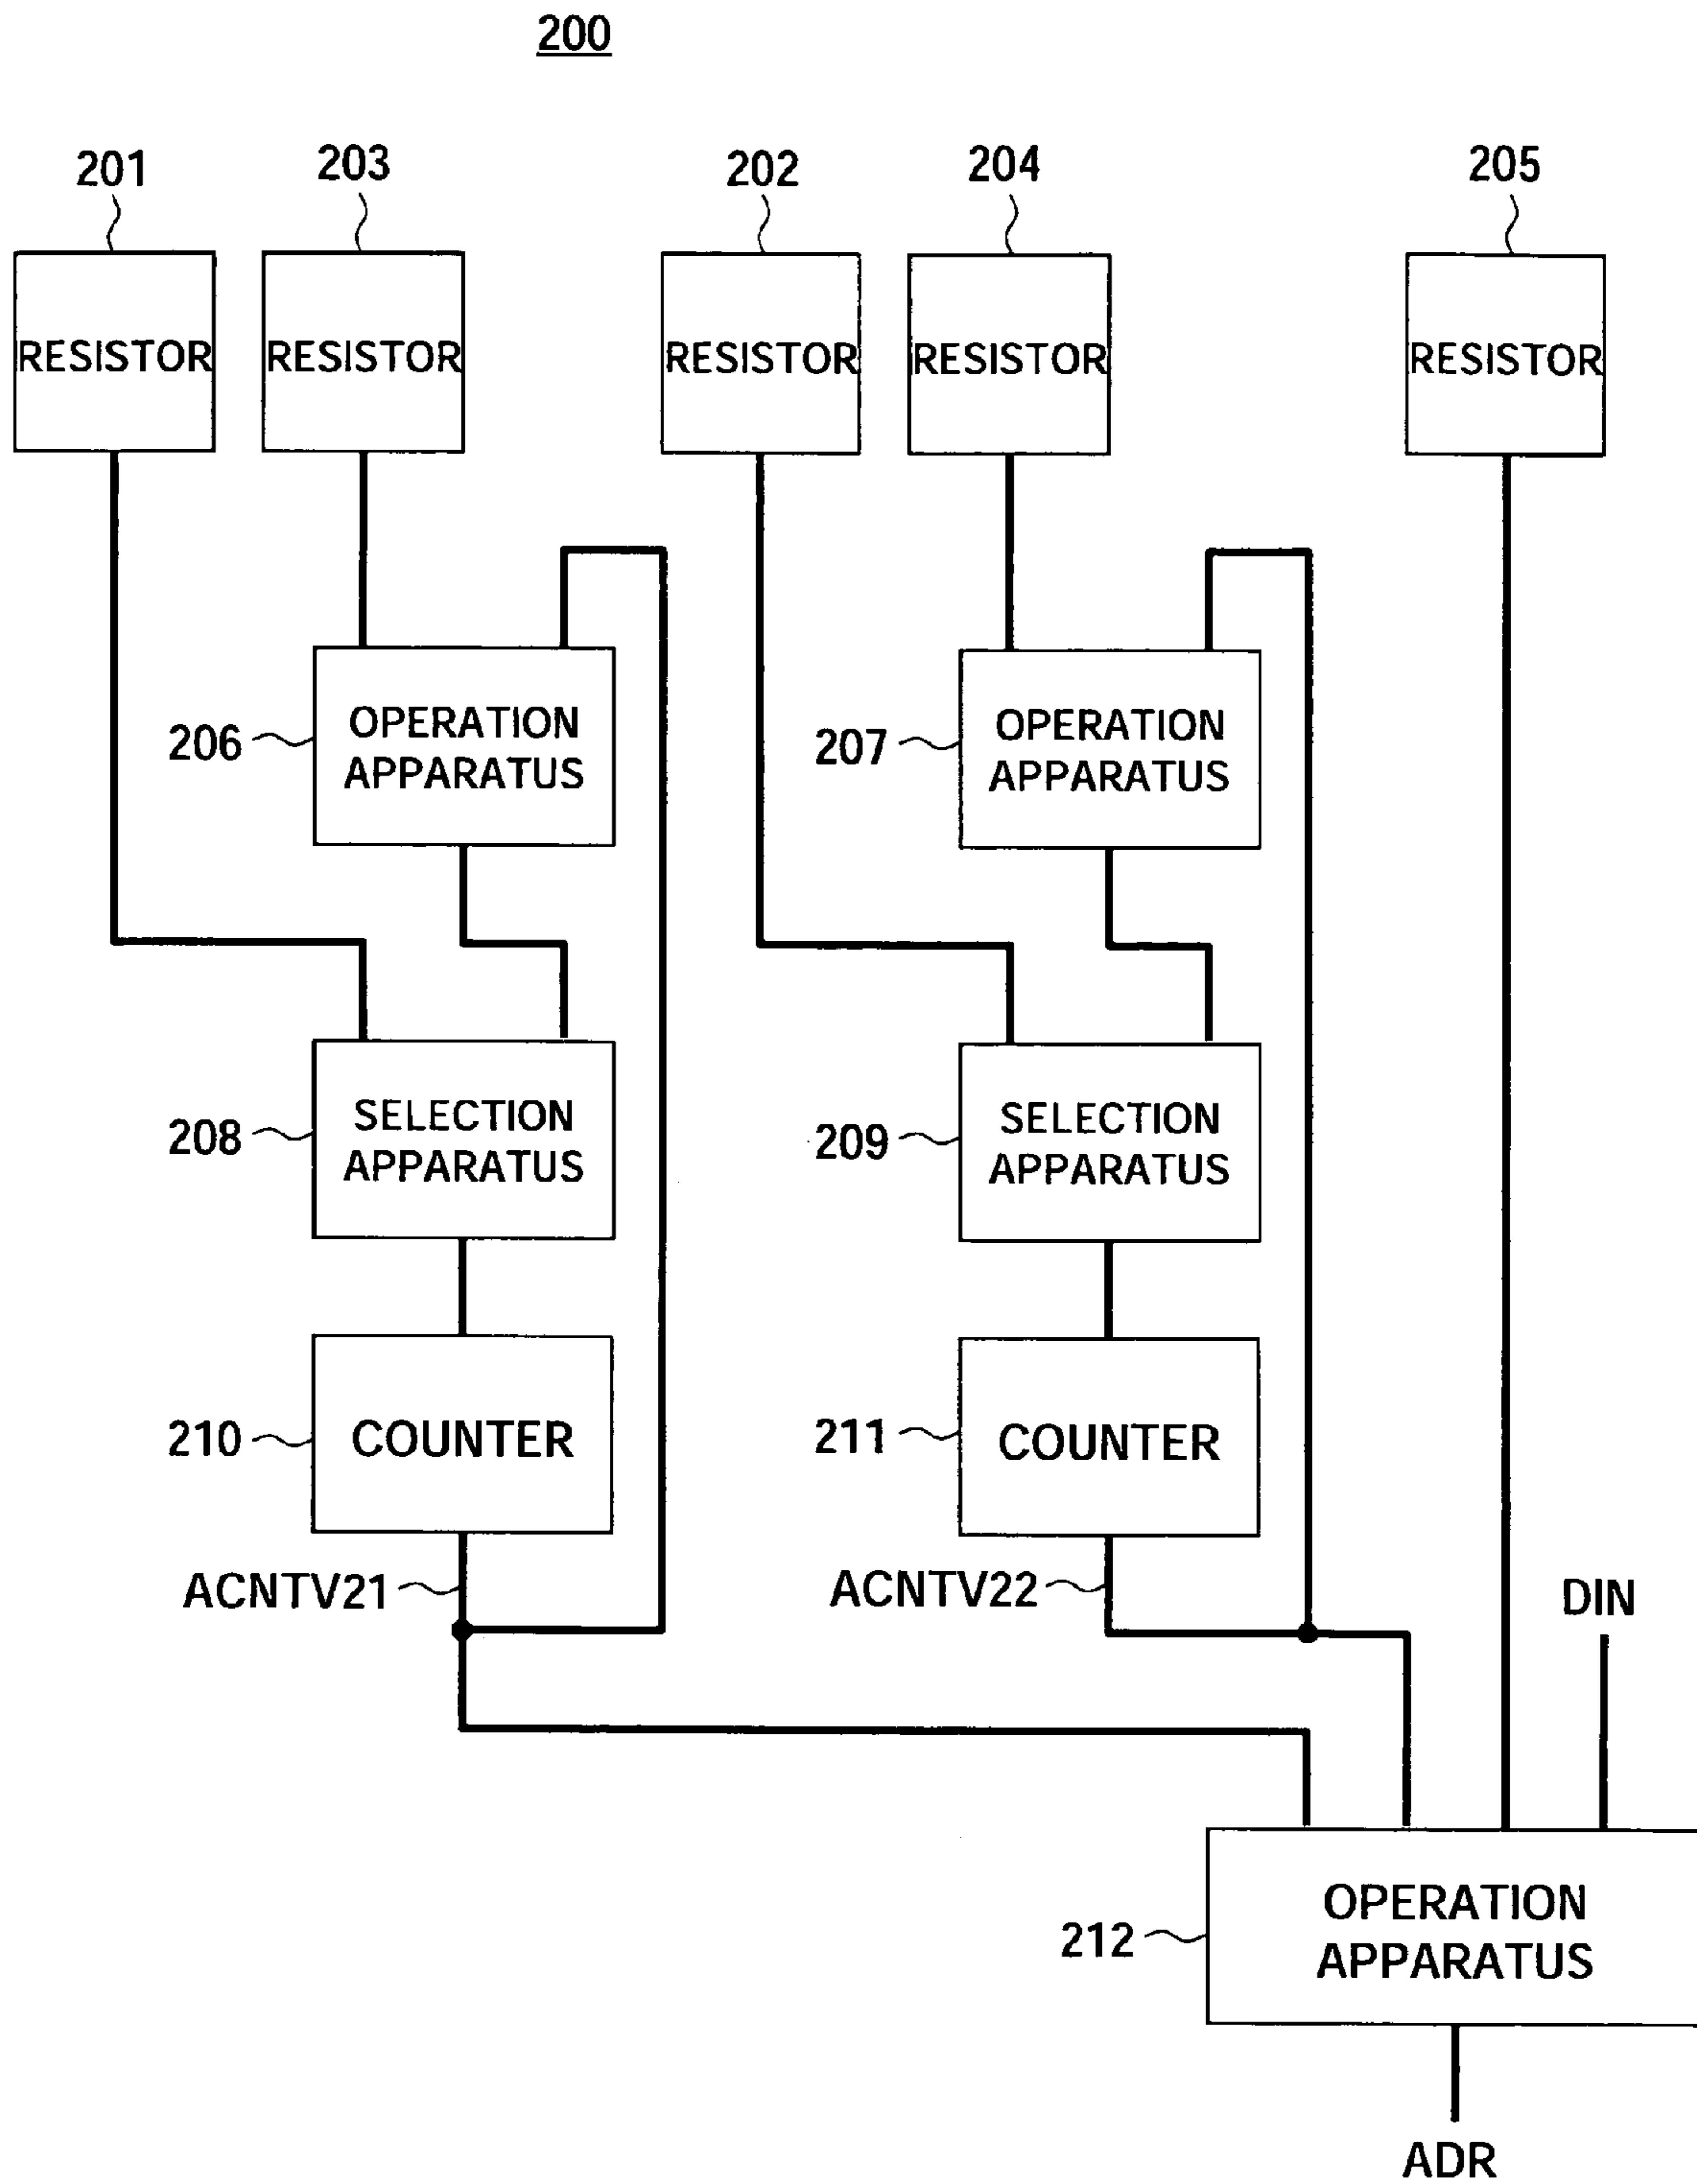 200
201
203
202
204
205
RESISTOR
RESISTOR
RESISTOR
RESISTOR
RESISTOR
206
OPERATION
APPARATUS
207
OPERATION
APPARATUS
208
SELECTION
APPARATUS
209
SELECTION
APPARATUS
210
COUNTER
211
COUNTER
ACNTV21
ACNTV22
DIN
212
OPERATION
APPARATUS
ADR